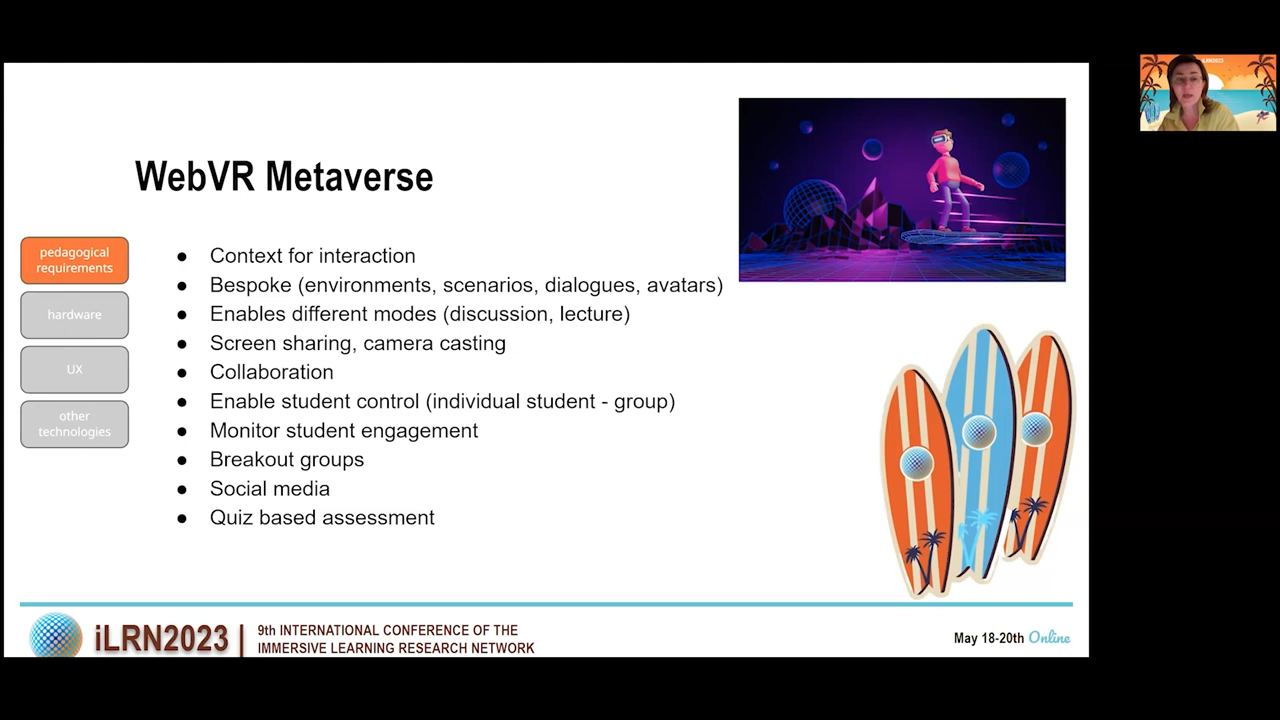 WebVR Metaverse
pedagogical
requirements
hardware
UX
other
technologies
● Context for interaction
● Bespoke (environments, scenarios, dialogues, avatars)
● Enables different modes (discussion, lecture)
● Screen sharing, camera casting
● Collaboration
● Enable student control (individual student - group)
● Monitor student engagement
● Breakout groups
● Social media
● Quiz based assessment
iLRN2023
9th INTERNATIONAL CONFERENCE OF THE
IMMERSIVE LEARNING RESEARCH NETWORK
May 18-20th Online
iLRN2023